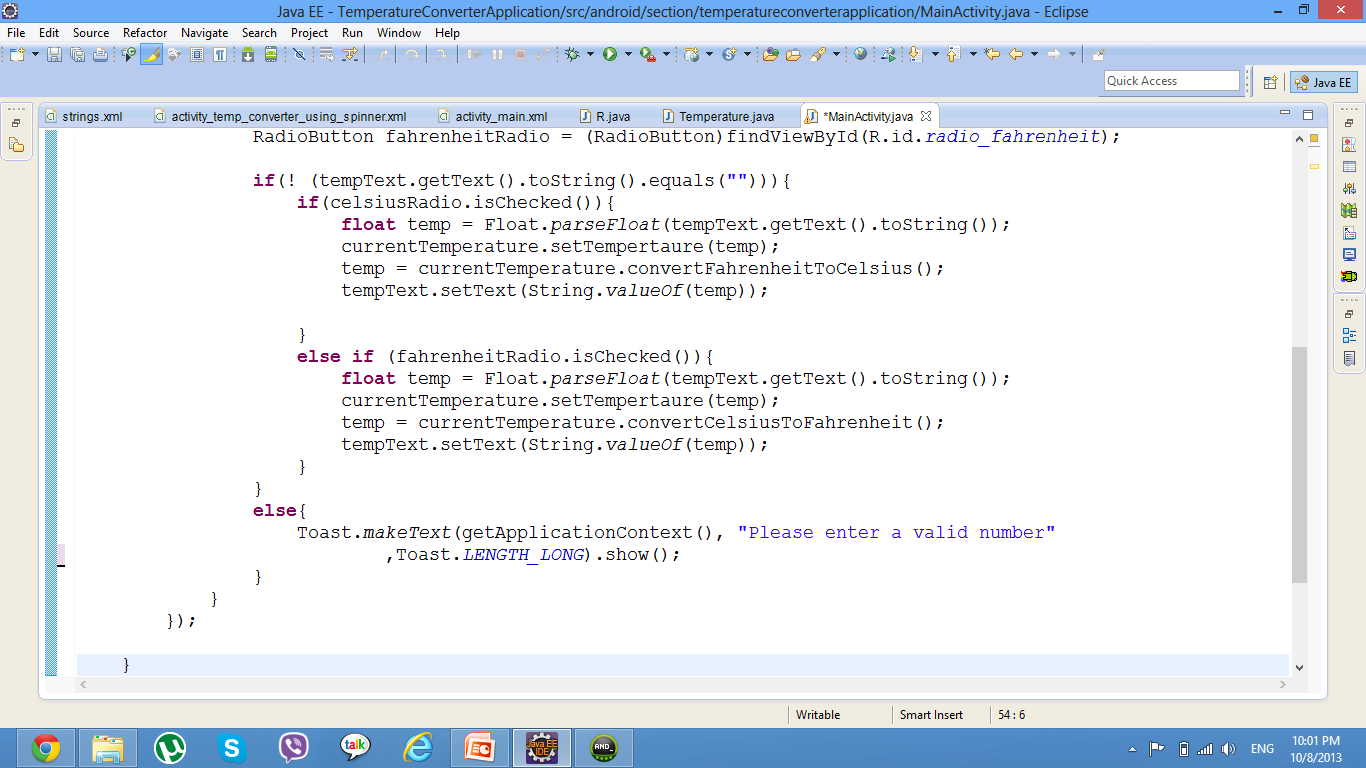 Java EE - TemperatureConverterApplication/src/android/section/temperatureconverterapplication/MainActivity.java - Eclipse
File Edit Source Refactor Navigate Search Project Run Window Help
Quick Access
Java EE
strings.xml activity_temp_converter_using_spinner.xml activity_main.xml R.java Temperature.java *MainActivity.java
RadioButton fahrenheitRadio = (RadioButton)findViewById(R.id.radio_fahrenheit);
if(! (tempText.getText().toString().equals(""))){
if(celsiusRadio.isChecked()){
float temp = Float.parseFloat(tempText.getText().toString());
currentTemperature.setTempertaure(temp);
temp = currentTemperature.convertFahrenheitToCelsius();
tempText.setText(String.valueOf(temp));
}
else if (fahrenheitRadio.isChecked()){
float temp = Float.parseFloat(tempText.getText().toString());
currentTemperature.setTempertaure(temp);
temp = currentTemperature.convertCelsiusToFahrenheit();
tempText.setText(String.valueOf(temp));
}
}
else{
Toast.makeText(getApplicationContext(), "Please enter a valid number"
,Toast.LENGTH_LONG).show();
}
}
});
}
Writable Smart Insert 54 : 6
talk
Java EE
IDE
AND_
ENG
10:01 PM
10/8/2013